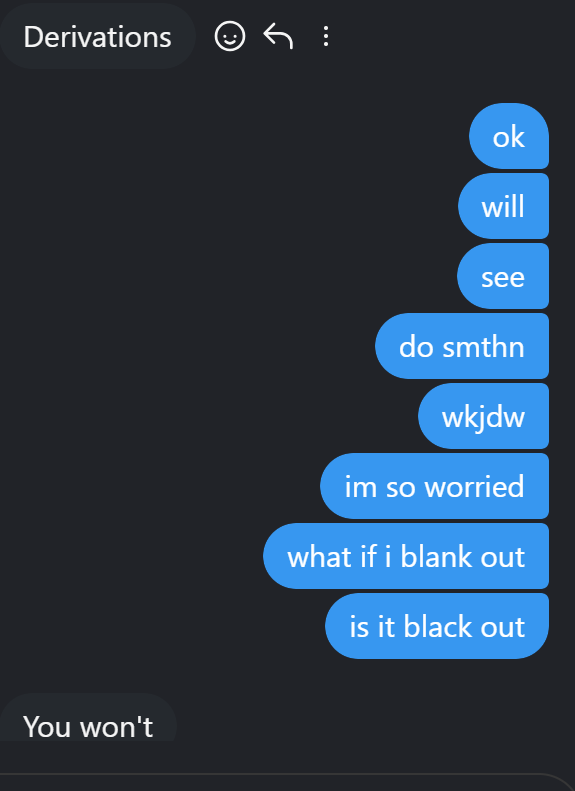 Derivations
ok
will
see
do smthn
wkjdw
im so worried
what if i blank out
is it black out
You won't